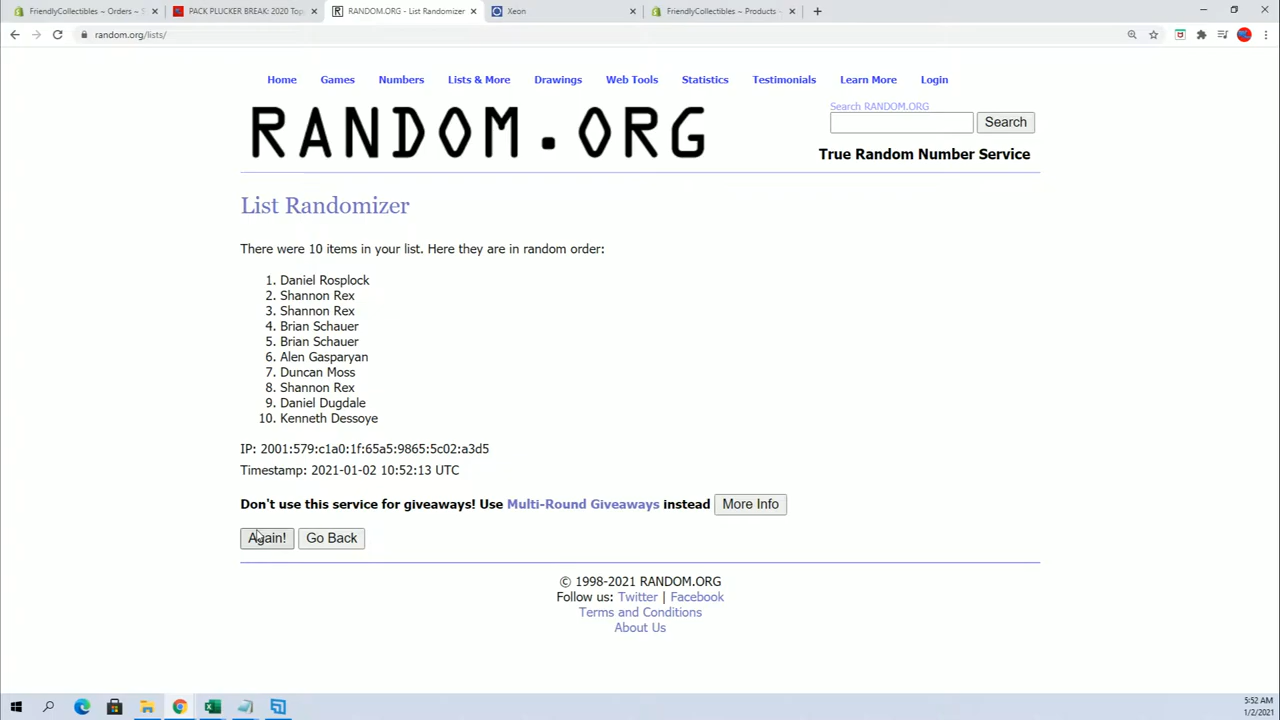 FriendlyCollectibles ~ Orders ~ S
PACK PLUCKER BREAK: 2020 Top
RANDOM.ORG - List Randomizer
Xeon
FriendlyCollectibles ~ Products ~
random.org/lists/
Home Games Numbers Lists & More Drawings Web Tools Statistics Testimonials Learn More Login
RANDOM.ORG
Search RANDOM.ORG
Search
True Random Number Service
List Randomizer
There were 10 items in your list. Here they are in random order:
1. Daniel Rosplock
2. Shannon Rex
3. Shannon Rex
4. Brian Schauer
5. Brian Schauer
6. Alen Gasparyan
7. Duncan Moss
8. Shannon Rex
9. Daniel Dugdale
10. Kenneth Dessoye
IP: 2001:579:c1a0:1f:65a5:9865:5c02:a3d5
Timestamp: 2021-01-02 10:52:13 UTC
Don't use this service for giveaways! Use Multi-Round Giveaways instead More Info
Again! Go Back
© 1998-2021 RANDOM.ORG
Follow us: Twitter | Facebook
Terms and Conditions
About Us
5:52 AM
1/2/2021